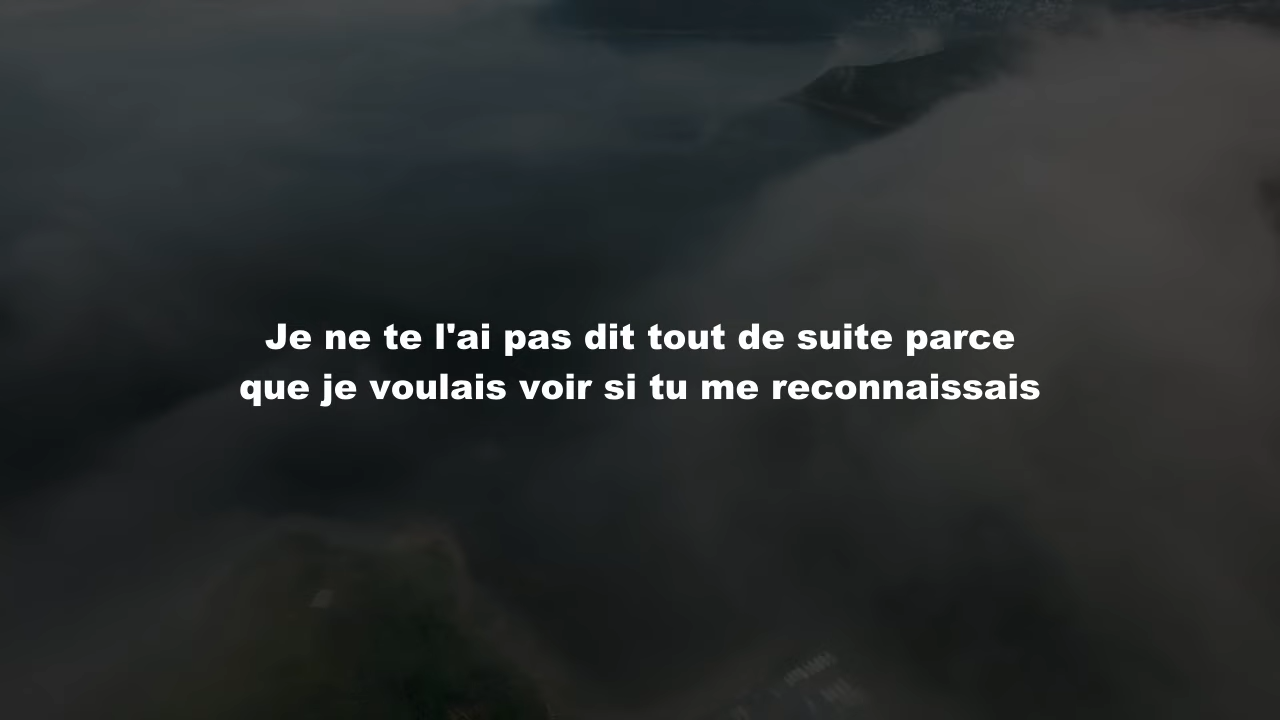 Je ne te l'ai pas dit tout de suite parce
que je voulais voir si tu me reconnaissais